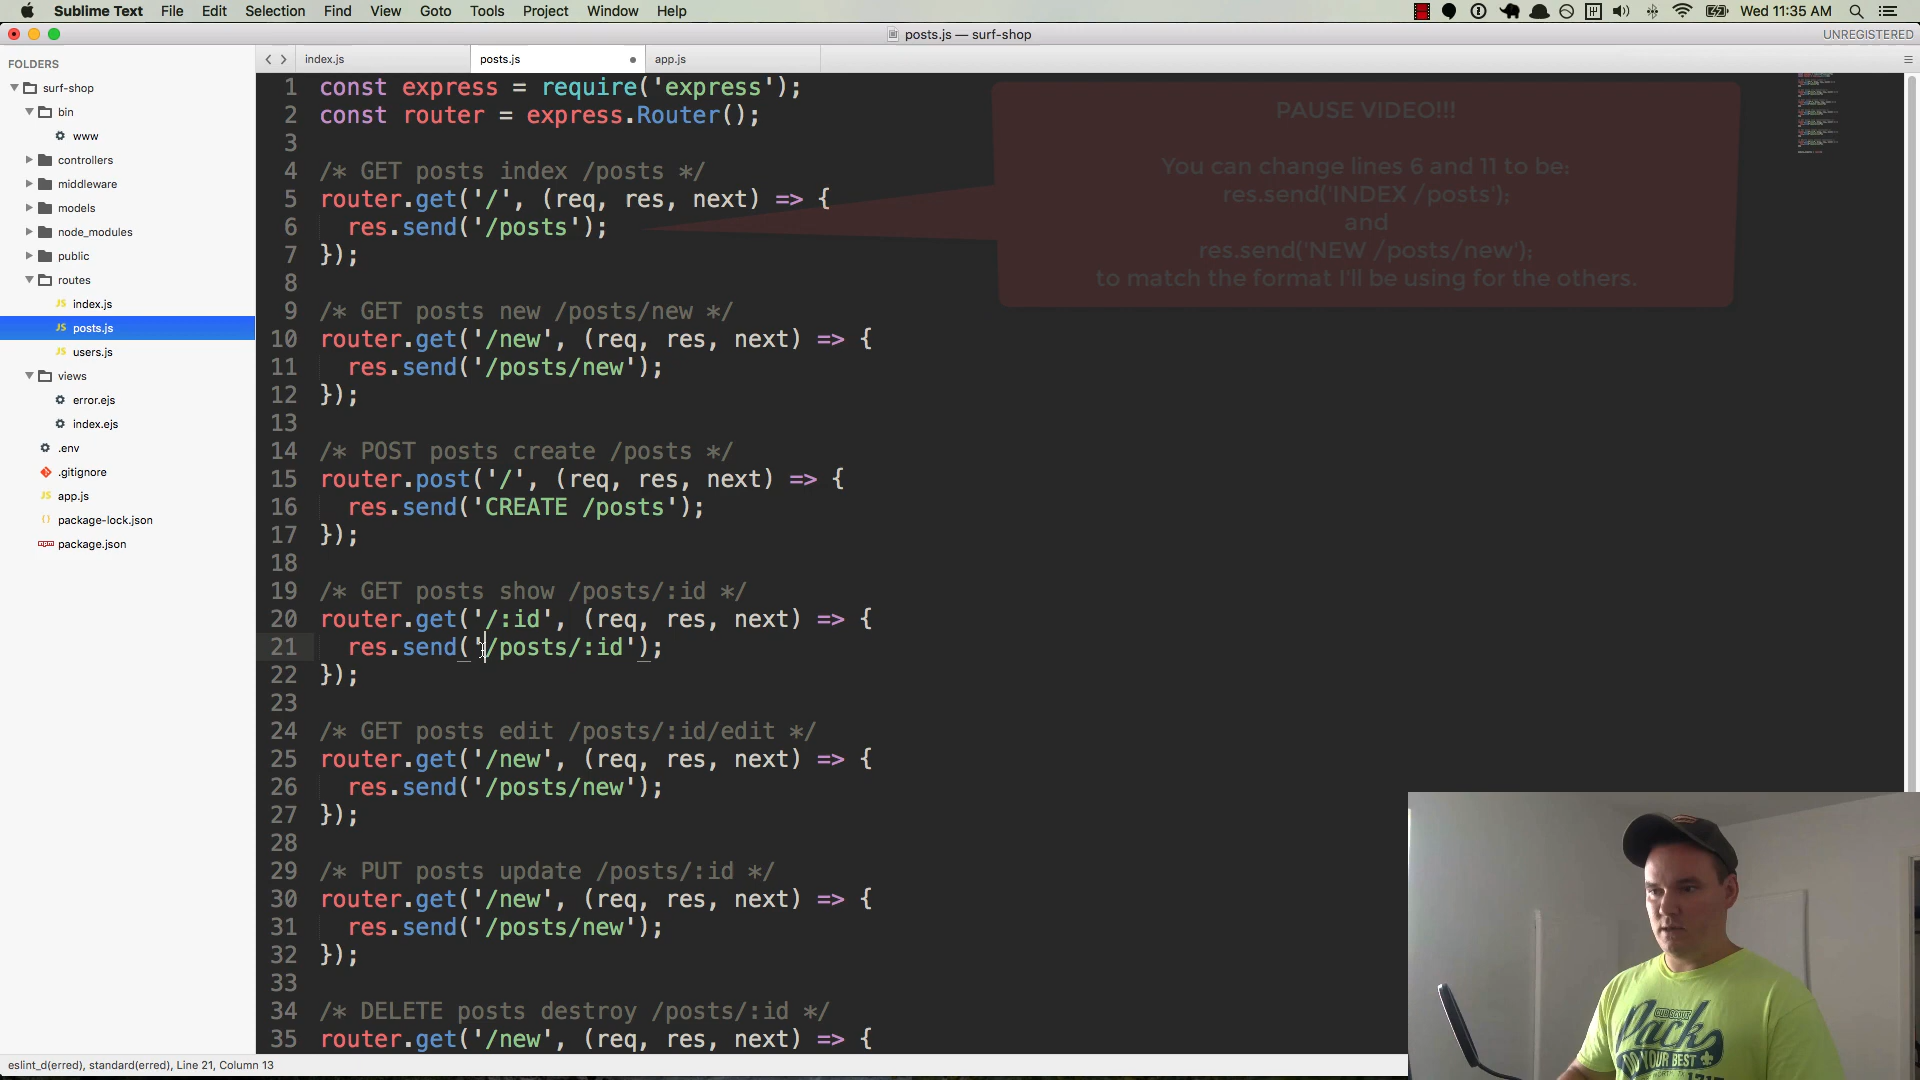 Sublime Text File Edit Selection Find View Goto Tools Project Window Help Wed 11:35 AM
posts.js — surf-shop UNREGISTERED
FOLDERS
surf-shop
bin
www
controllers
middleware
models
node_modules
public
routes
index.js
posts.js
users.js
views
error.ejs
index.ejs
.env
.gitignore
app.js
package-lock.json
package.json
index.js posts.js app.js
1 const express = require('express');
2 const router = express.Router();
3
4 /* GET posts index /posts */
5 router.get('/', (req, res, next) => {
6 res.send('/posts');
7 });
8
9 /* GET posts new /posts/new */
10 router.get('/new', (req, res, next) => {
11 res.send('/posts/new');
12 });
13
14 /* POST posts create /posts */
15 router.post('/', (req, res, next) => {
16 res.send('CREATE /posts');
17 });
18
19 /* GET posts show /posts/:id */
20 router.get('/:id', (req, res, next) => {
21 res.send('/posts/:id');
22 });
23
24 /* GET posts edit /posts/:id/edit */
25 router.get('/new', (req, res, next) => {
26 res.send('/posts/new');
27 });
28
29 /* PUT posts update /posts/:id */
30 router.get('/new', (req, res, next) => {
31 res.send('/posts/new');
32 });
33
34 /* DELETE posts destroy /posts/:id */
35 router.get('/new', (req, res, next) => {
PAUSE VIDEO!!!
You can change lines 6 and 11 to be:
res.send('INDEX /posts');
and
res.send('NEW /posts/new');
to match the format I'll be using for the others.
eslint_d(erred), standard(erred), Line 21, Column 13
Pack
DO YOUR BEST